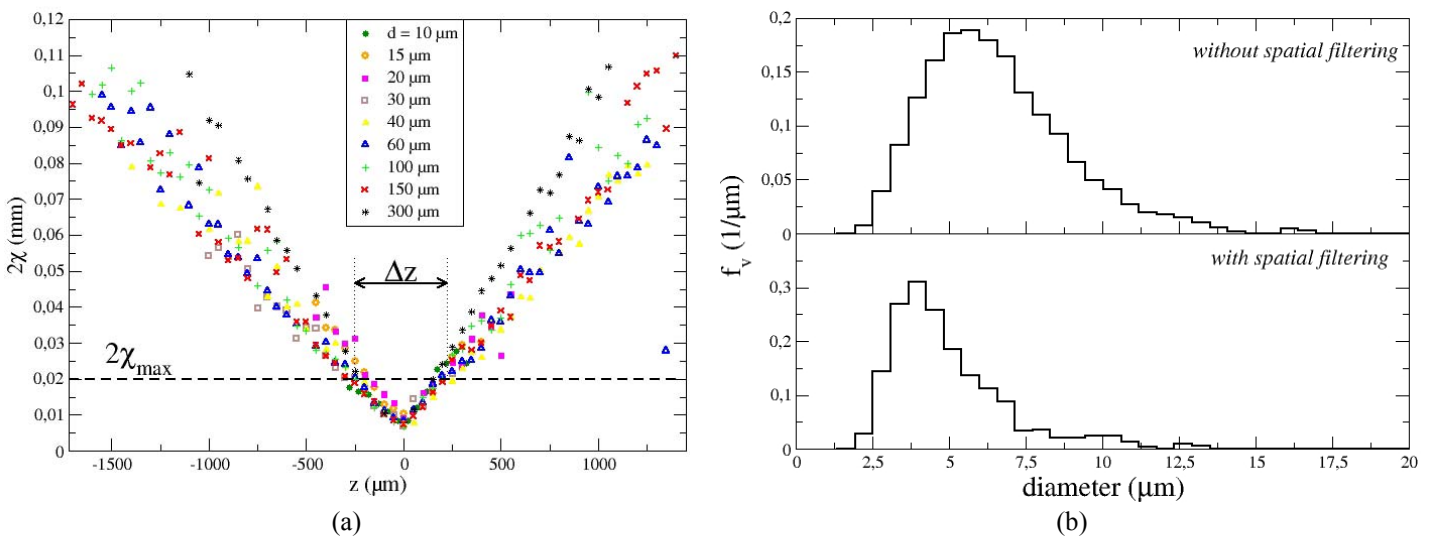 0,12
0,11
0,1
0,09
0,08
0,07
0,06
0,05
0,04
0,03
0,02
0,01
0
2χ (mm)
d = 10 μm
15 μm
20 μm
30 μm
40 μm
60 μm
100 μm
150 μm
300 μm
Δz
2χmax
-1500 -1000 -500 0 500 1000
z (μm)
(a)
0,2
0,15
0,1
0,05
0
without spatial filtering
fv (1/μm)
with spatial filtering
0,3
0,2
0,1
0
0 2,5 5 7,5 10 12,5 15 17,5 20
diameter (μm)
(b)